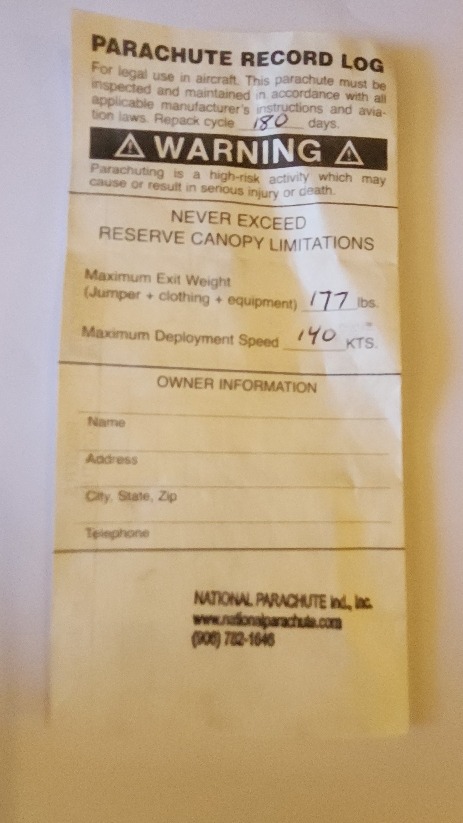 PARACHUTE RECORD LOG
For legal use in aircraft. This parachute must be
inspected and maintained in accordance with all
applicable manufacturer's instructions and avia-
tion laws. Repack cycle 180 days.
WARNING
Parachuting is a high-risk activity which may
cause or result in serious injury or death.
NEVER EXCEED
RESERVE CANOPY LIMITATIONS
Maximum Exit Weight
(Jumper + clothing + equipment) 177 lbs.
Maximum Deployment Speed 140 KTS.
OWNER INFORMATION
Name
Address
City, State, Zip
Telephone
NATIONAL PARACHUTE Ind., Inc.
www.nationalparachute.com
(908) 782-1646